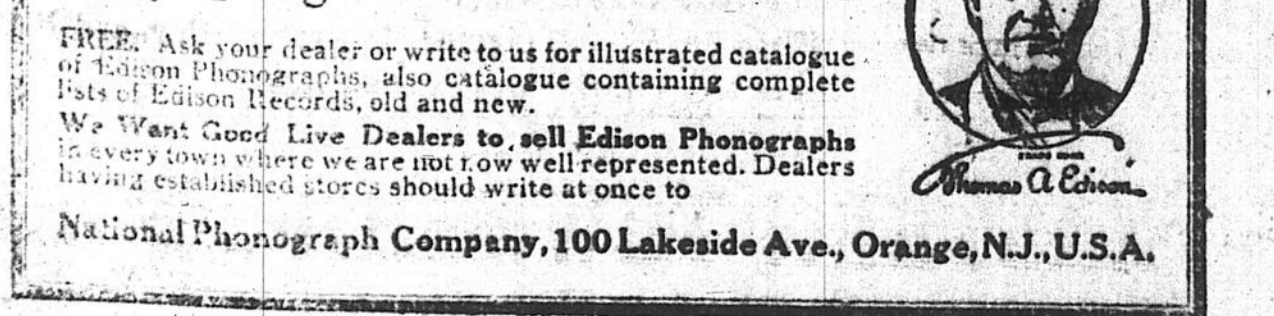 FREE. Ask your dealer or write to us for illustrated catalogue
of Edison Phonographs, also catalogue containing complete
lists of Edison Records, old and new.
We Want Good Live Dealers to sell Edison Phonographs
in every town where we are not now well represented. Dealers
having established stores should write at once to
TRADE MARK
Thomas A Edison
National Phonograph Company, 100 Lakeside Ave., Orange, N.J., U.S.A.